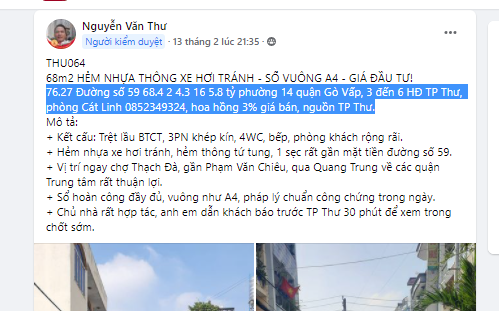 Nguyễn Văn Thư
Người kiểm duyệt · 13 tháng 2 lúc 21:35 ·
THU064
68m2 HẺM NHỰA THÔNG XE HƠI TRÁNH - SỔ VUÔNG A4 - GIÁ ĐẦU TƯ!
76.27 Đường số 59 68.4 2 4.3 16 5.8 tỷ phường 14 quận Gò Vấp, 3 đến 6 HĐ TP Thư,
phòng Cát Linh 0852349324, hoa hồng 3% giá bán, nguồn TP Thư.
Mô tả:
+ Kết cấu: Trệt lầu BTCT, 3PN khép kín, 4WC, bếp, phòng khách rộng rãi.
+ Hẻm nhựa xe hơi tránh, hẻm thông tứ tung, 1 sẹc rất gần mặt tiền đường số 59.
+ Vị trí ngay chợ Thạch Đà, gần Phạm Văn Chiêu, qua Quang Trung về các quận
Trung tâm rất thuận lợi.
+ Sổ hoàn công đầy đủ, vuông như A4, pháp lý chuẩn công chứng trong ngày.
+ Chủ nhà rất hợp tác, anh em dẫn khách báo trước TP Thư 30 phút để xem trong
chốt sớm.